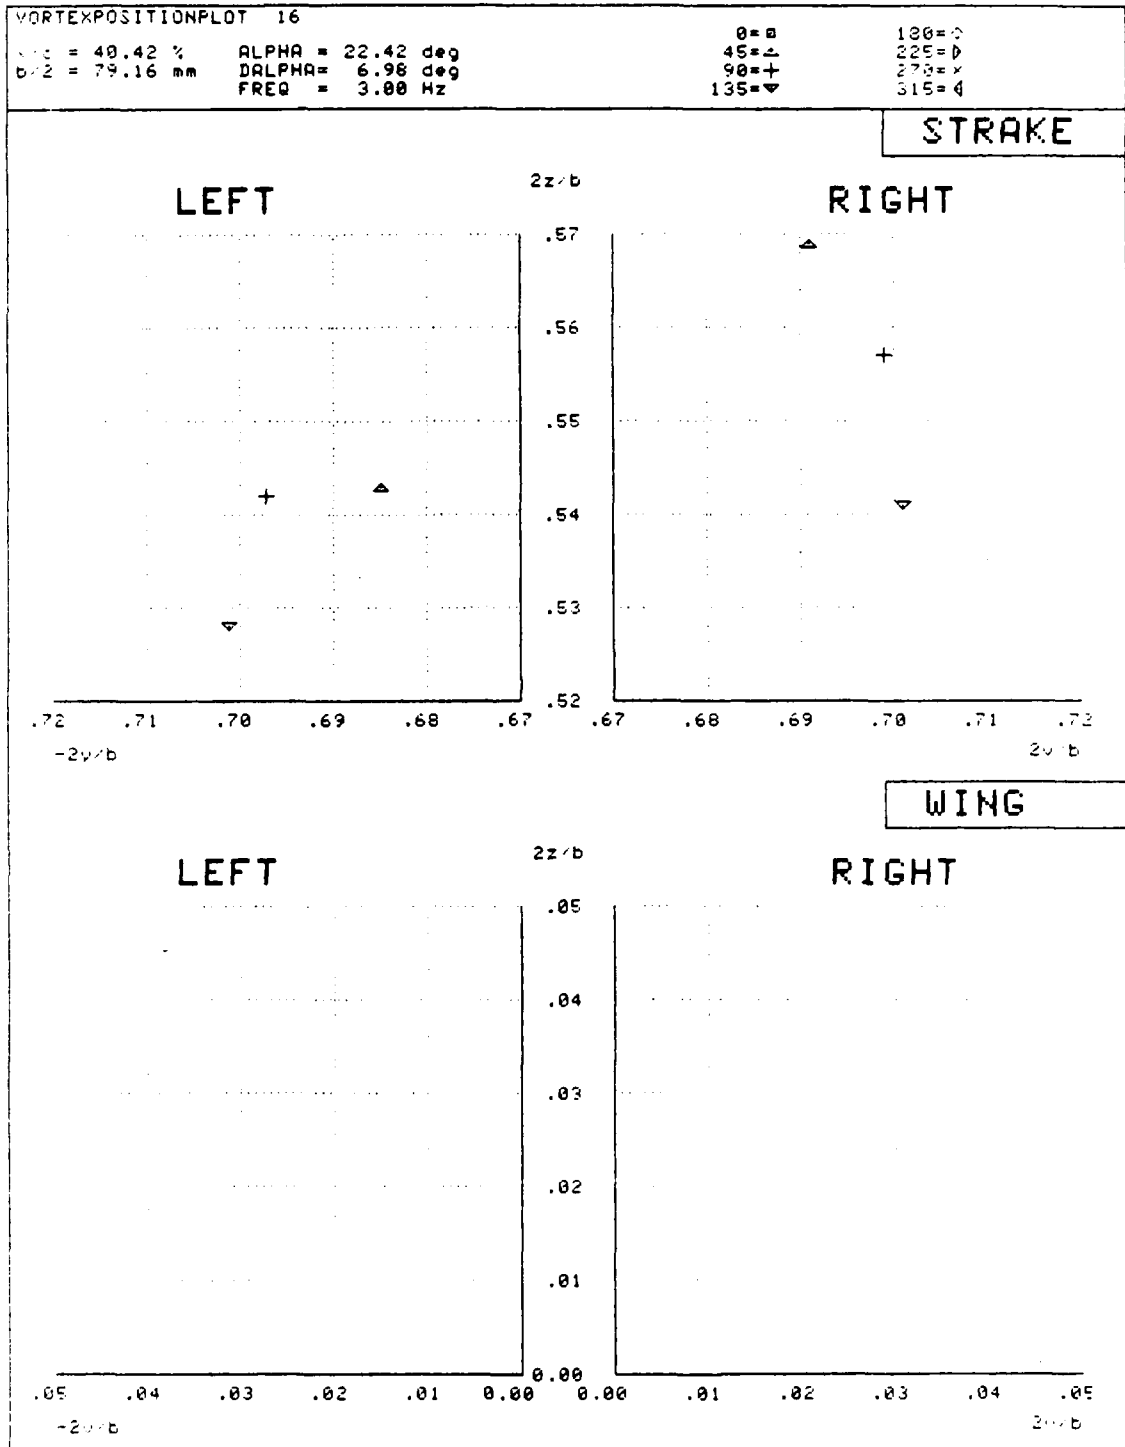 VORTEXPOSITIONPLOT 16
= 40.42 % ALPHA = 22.42 deg
b/2 = 79.16 mm DALPHA= 6.98 deg
FREQ = 3.00 Hz
0= 180=
45= 225=
90=+ 270=×
135= 315=
STRAKE
2z/b
LEFT RIGHT
.57
.56
.55
.54
.53
.52
.72 .71 .70 .69 .68 .67 .67 .68 .69 .70 .71 .72
-2y/b 2y/b
WING
2z/b
LEFT RIGHT
.05
.04
.03
.02
.01
0.00
.05 .04 .03 .02 .01 0.00 0.00 .01 .02 .03 .04 .05
-2y/b 2y/b